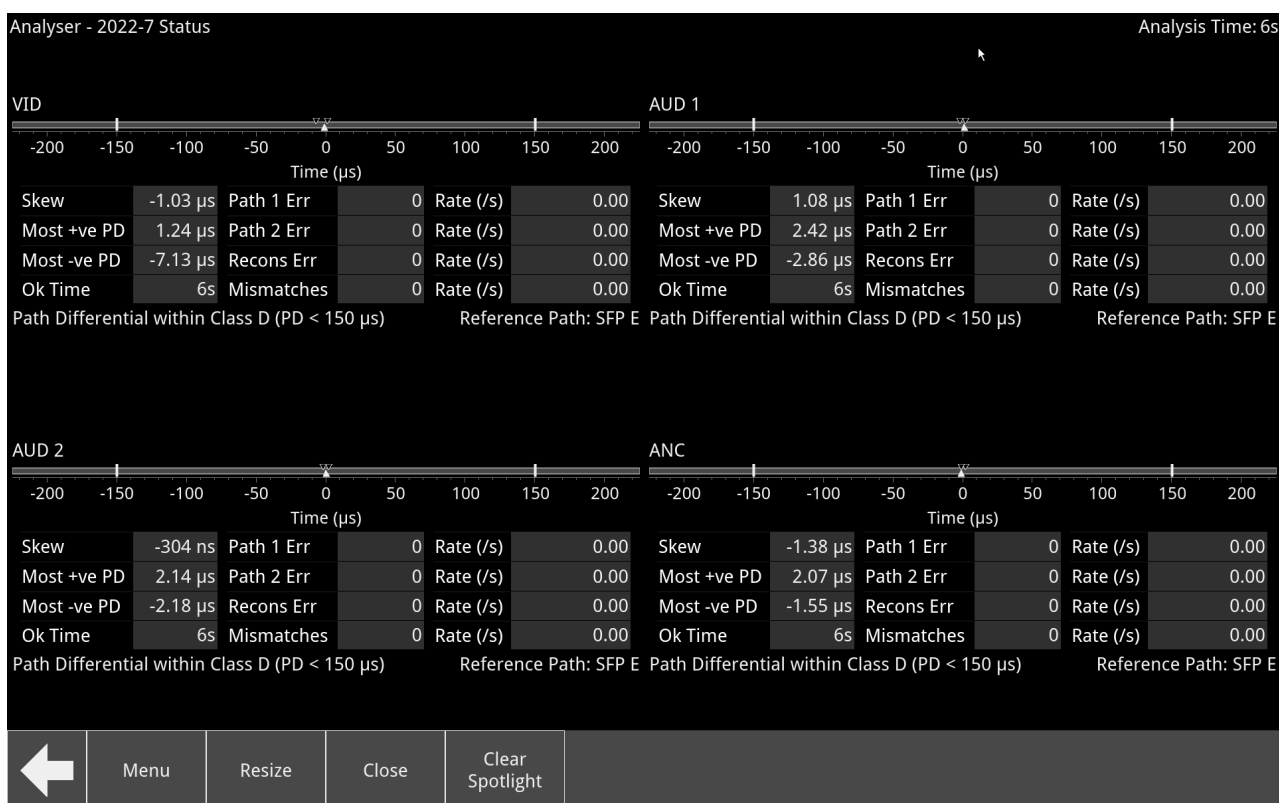 Analyser - 2022-7 Status Analysis Time: 6s
VID
-200 -150 -100 -50 0 50 100 150 200
Time (µs)
Skew -1.03 µs Path 1 Err 0 Rate (/s) 0.00
Most +ve PD 1.24 µs Path 2 Err 0 Rate (/s) 0.00
Most -ve PD -7.13 µs Recons Err 0 Rate (/s) 0.00
Ok Time 6s Mismatches 0 Rate (/s) 0.00
Path Differential within Class D (PD < 150 µs) Reference Path: SFP E
AUD 1
-200 -150 -100 -50 0 50 100 150 200
Time (µs)
Skew 1.08 µs Path 1 Err 0 Rate (/s) 0.00
Most +ve PD 2.42 µs Path 2 Err 0 Rate (/s) 0.00
Most -ve PD -2.86 µs Recons Err 0 Rate (/s) 0.00
Ok Time 6s Mismatches 0 Rate (/s) 0.00
Path Differential within Class D (PD < 150 µs) Reference Path: SFP E
AUD 2
-200 -150 -100 -50 0 50 100 150 200
Time (µs)
Skew -304 ns Path 1 Err 0 Rate (/s) 0.00
Most +ve PD 2.14 µs Path 2 Err 0 Rate (/s) 0.00
Most -ve PD -2.18 µs Recons Err 0 Rate (/s) 0.00
Ok Time 6s Mismatches 0 Rate (/s) 0.00
Path Differential within Class D (PD < 150 µs) Reference Path: SFP E
ANC
-200 -150 -100 -50 0 50 100 150 200
Time (µs)
Skew -1.38 µs Path 1 Err 0 Rate (/s) 0.00
Most +ve PD 2.07 µs Path 2 Err 0 Rate (/s) 0.00
Most -ve PD -1.55 µs Recons Err 0 Rate (/s) 0.00
Ok Time 6s Mismatches 0 Rate (/s) 0.00
Path Differential within Class D (PD < 150 µs) Reference Path: SFP E
Menu
Resize
Close
Clear
Spotlight